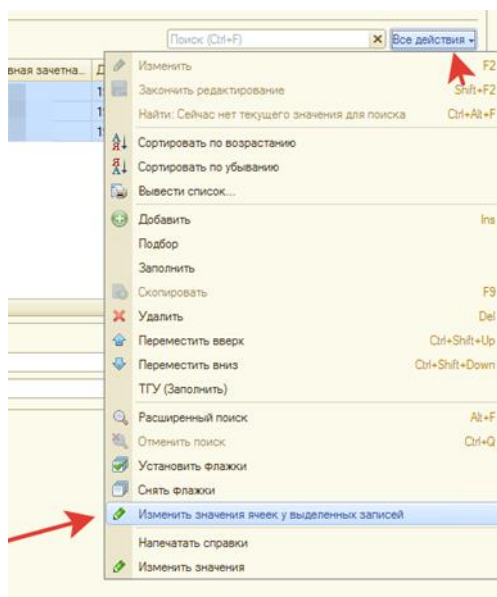 Поиск (Ctrl+F)
Все действия
вная зачетна...
Изменить F2
Закончить редактирование Shift+F2
Найти: Сейчас нет текущего значения для поиска Ctrl+Alt+F
Сортировать по возрастанию
Сортировать по убыванию
Вывести список...
Добавить Ins
Подбор
Заполнить
Скопировать F9
Удалить Del
Переместить вверх Ctrl+Shift+Up
Переместить вниз Ctrl+Shift+Down
ТГУ (Заполнить)
Расширенный поиск Alt+F
Отменить поиск Ctrl+Q
Установить флажки
Снять флажки
Изменить значения ячеек у выделенных записей
Напечатать справки
Изменить значения